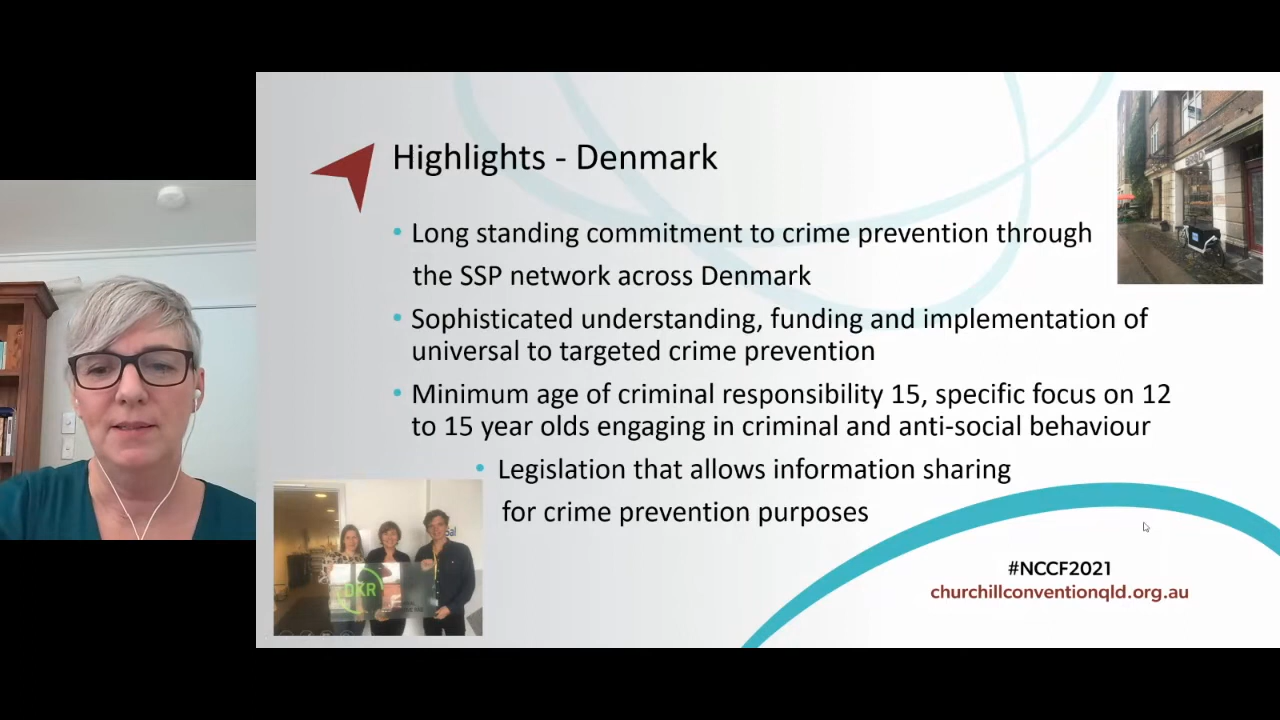 Highlights - Denmark
• Long standing commitment to crime prevention through
the SSP network across Denmark
• Sophisticated understanding, funding and implementation of
universal to targeted crime prevention
• Minimum age of criminal responsibility 15, specific focus on 12
to 15 year olds engaging in criminal and anti-social behaviour
• Legislation that allows information sharing
for crime prevention purposes
DKR
#NCCF2021
churchillconventionqld.org.au